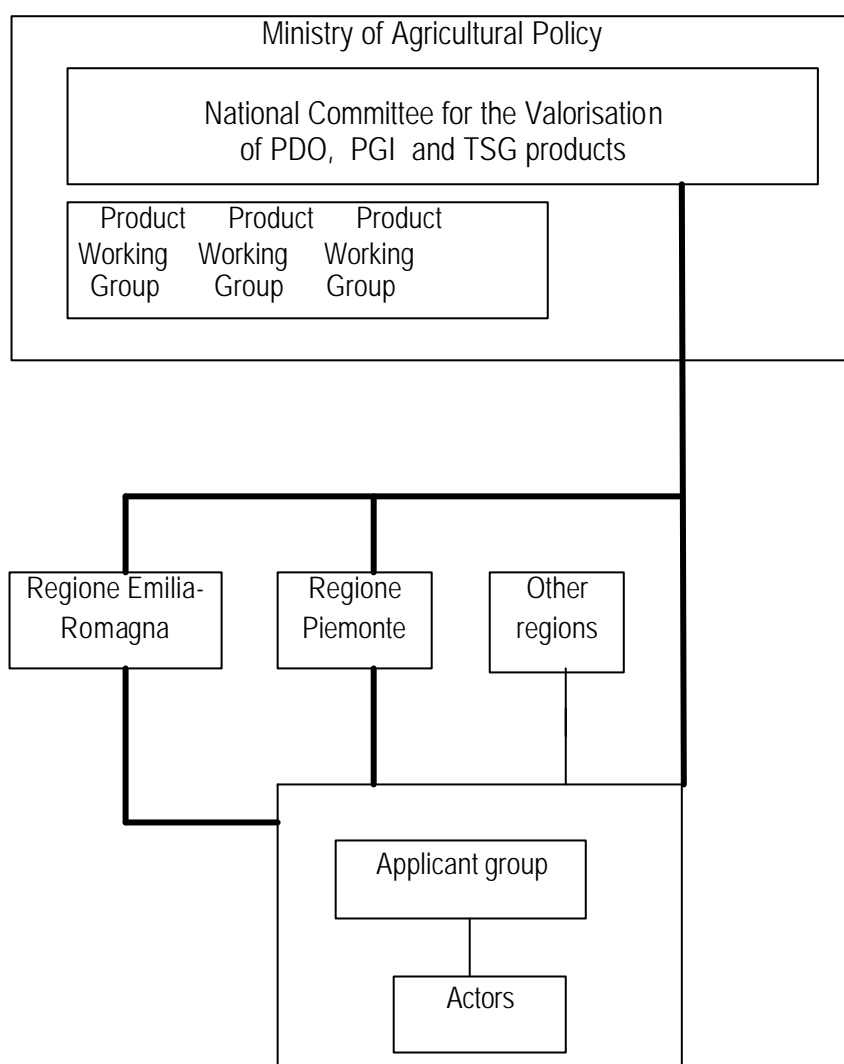 Ministry of Agricultural Policy
National Committee for the Valorisation
of PDO, PGI and TSG products
Product Product Product
Working Working Working
Group Group Group
Regione Emilia-
Romagna
Regione
Piemonte
Other
regions
Applicant group
Actors